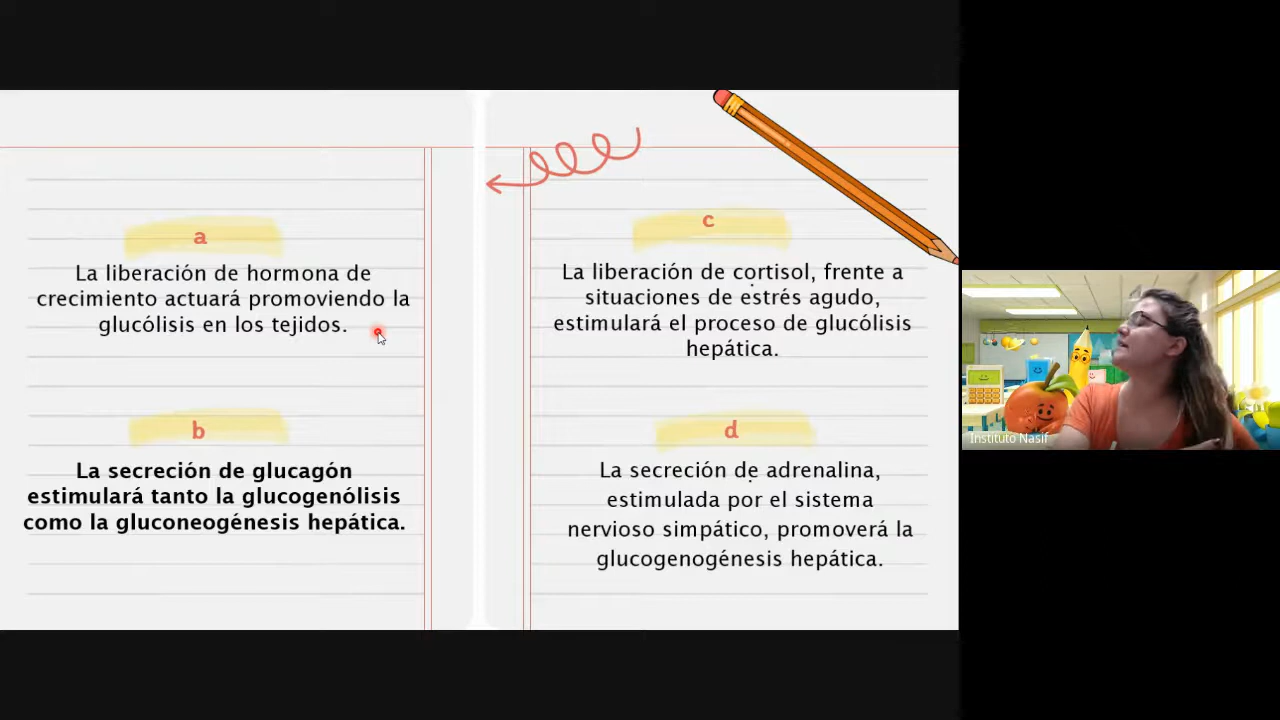 a
La liberación de hormona de
crecimiento actuará promoviendo la
glucólisis en los tejidos.
b
La secreción de glucagón
estimulará tanto la glucogenólisis
como la gluconeogénesis hepática.
c
La liberación de cortisol, frente a
situaciones de estrés agudo,
estimulará el proceso de glucólisis
hepática.
d
La secreción de adrenalina,
estimulada por el sistema
nervioso simpático, promoverá la
glucogenogénesis hepática.
Instituto Nasif